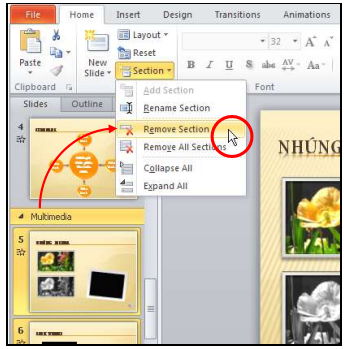 File Home Insert Design Transitions Animations
Layout
Reset
Section
Paste
New
Slide
32 A A
B I U S abc AV Aa
Clipboard
Font
Add Section
Rename Section
Remove Section
Remove All Sections
Collapse All
Expand All
Slides Outline
4
Multimedia
5
6
NHÚNG